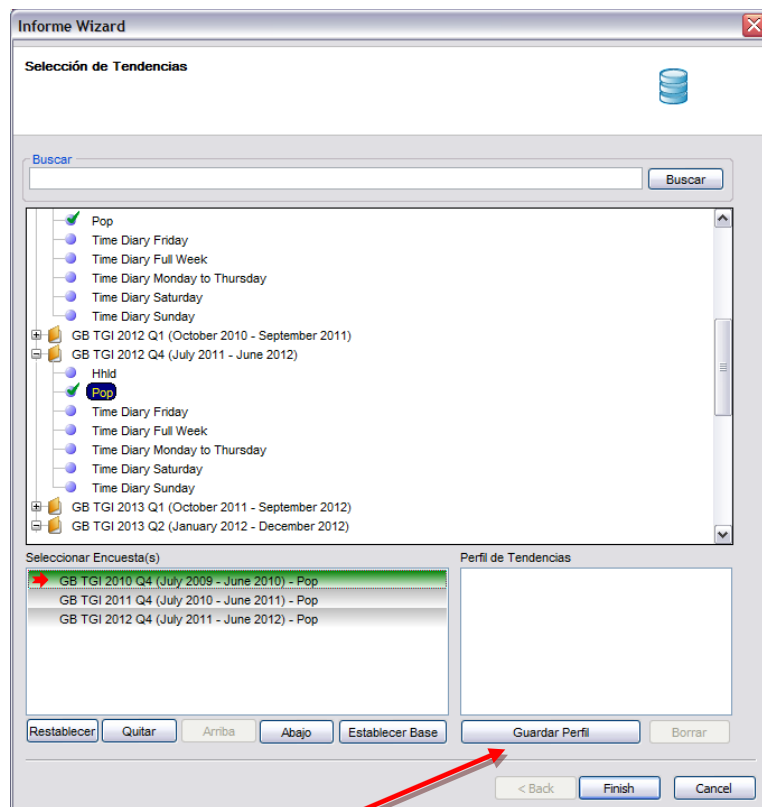 Informe Wizard
Selección de Tendencias
Buscar
Buscar
Pop
Time Diary Friday
Time Diary Full Week
Time Diary Monday to Thursday
Time Diary Saturday
Time Diary Sunday
GB TGI 2012 Q1 (October 2010 - September 2011)
GB TGI 2012 Q4 (July 2011 - June 2012)
Hhld
Pop
Time Diary Friday
Time Diary Full Week
Time Diary Monday to Thursday
Time Diary Saturday
Time Diary Sunday
GB TGI 2013 Q1 (October 2011 - September 2012)
GB TGI 2013 Q2 (January 2012 - December 2012)
Seleccionar Encuesta(s) Perfil de Tendencias
GB TGI 2010 Q4 (July 2009 - June 2010) - Pop
GB TGI 2011 Q4 (July 2010 - June 2011) - Pop
GB TGI 2012 Q4 (July 2011 - June 2012) - Pop
Restablecer Quitar Arriba Abajo Establecer Base Guardar Perfil Borrar
< Back Finish Cancel